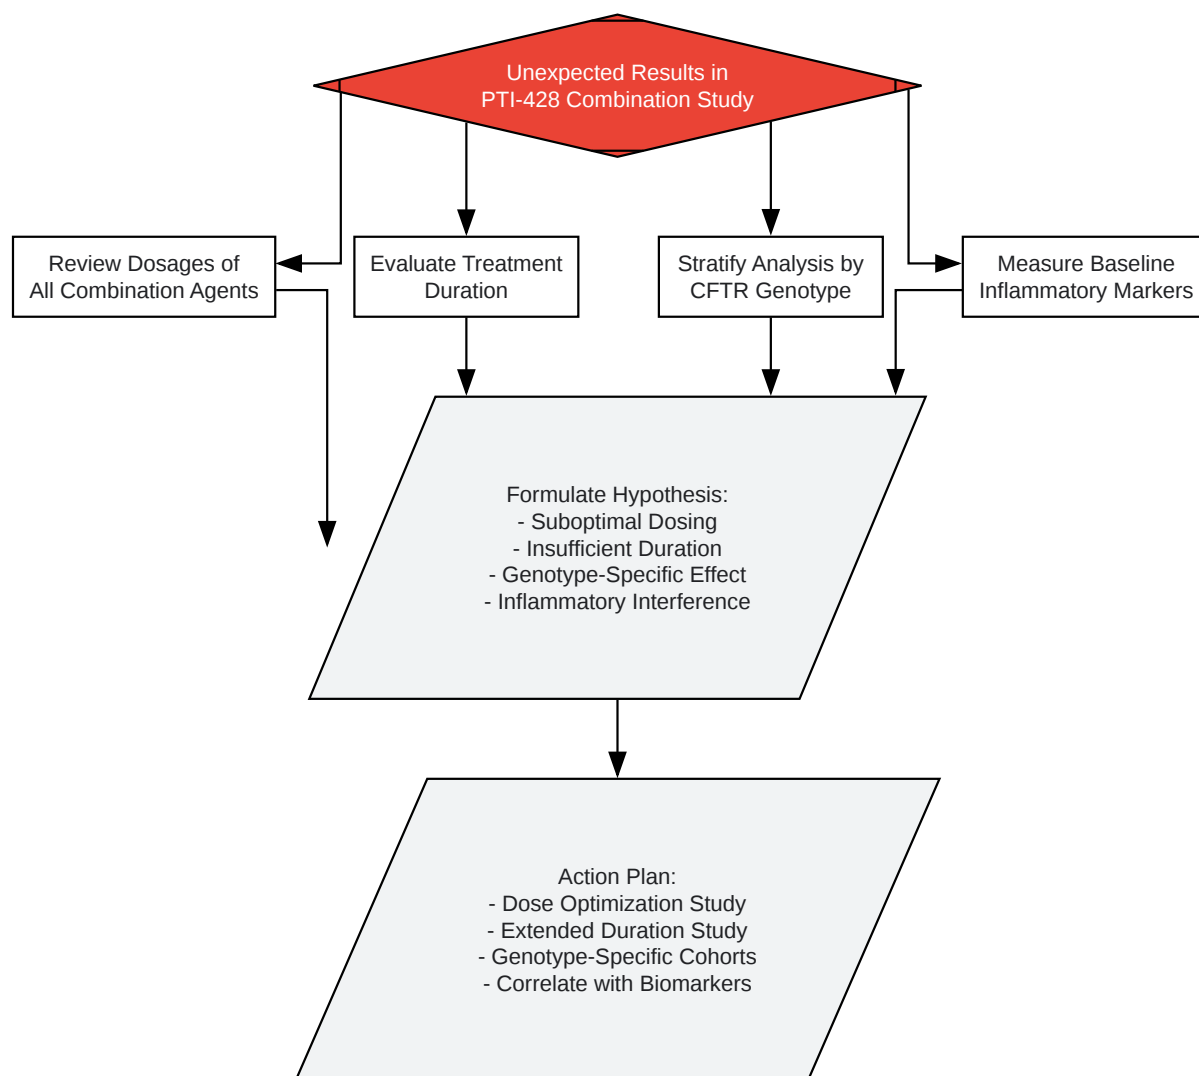 Unexpected Results in
PTI-428 Combination Study
Review Dosages of
All Combination Agents
Evaluate Treatment
Duration
Stratify Analysis by
CFTR Genotype
Measure Baseline
Inflammatory Markers
Formulate Hypothesis:
- Suboptimal Dosing
- Insufficient Duration
- Genotype-Specific Effect
- Inflammatory Interference
Action Plan:
- Dose Optimization Study
- Extended Duration Study
- Genotype-Specific Cohorts
- Correlate with Biomarkers